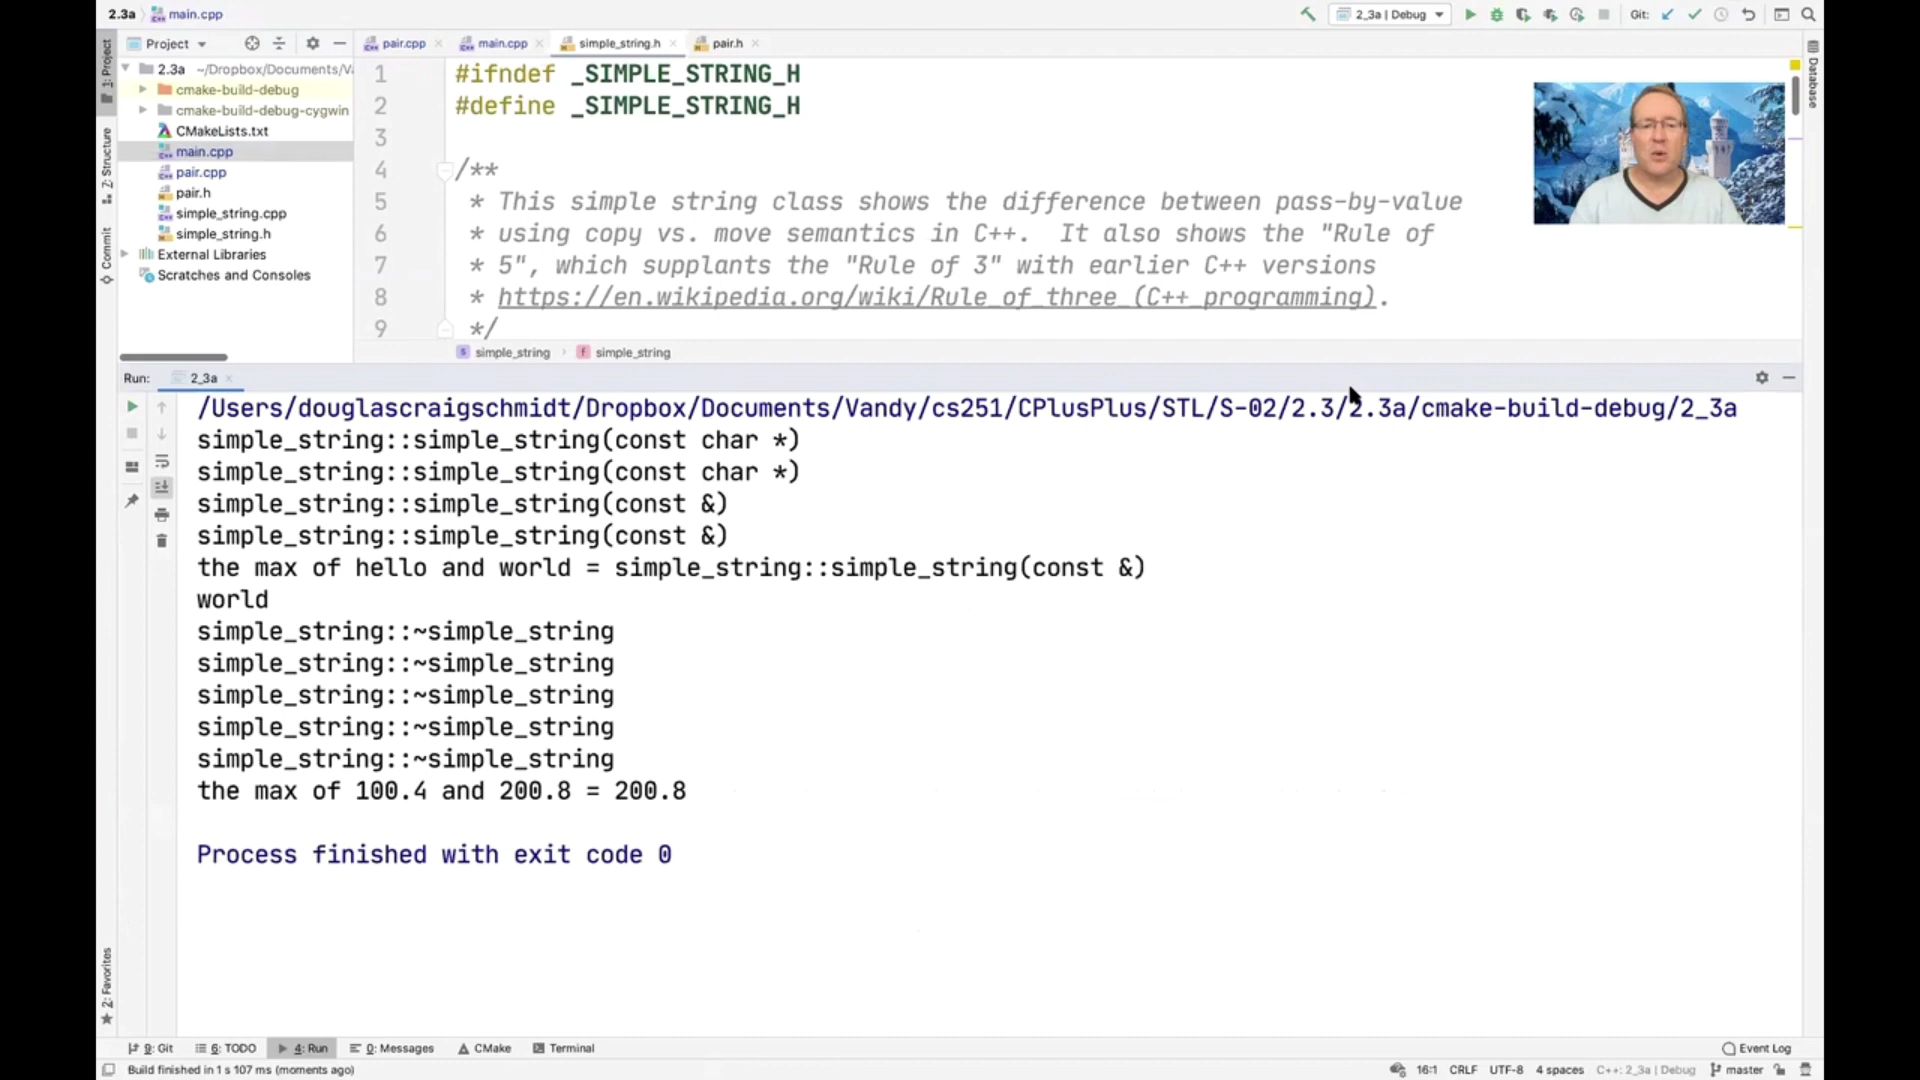 2.3a
main.cpp
2_3a | Debug
Git:
1: Project
Project
pair.cpp
main.cpp
simple_string.h
pair.h
Database
2.3a ~/Dropbox/Documents/Va
cmake-build-debug
cmake-build-debug-cygwin
CMakeLists.txt
main.cpp
pair.cpp
pair.h
simple_string.cpp
simple_string.h
External Libraries
Scratches and Consoles
Z: Structure
Commit
1 #ifndef _SIMPLE_STRING_H
2 #define _SIMPLE_STRING_H
3
4 /**
5 * This simple string class shows the difference between pass-by-value
6 * using copy vs. move semantics in C++. It also shows the "Rule of
7 * 5", which supplants the "Rule of 3" with earlier C++ versions
8 * https://en.wikipedia.org/wiki/Rule_of_three_(C++_programming).
9 */
s simple_string f simple_string
Run: 2_3a
/Users/douglascraigschmidt/Dropbox/Documents/Vandy/cs251/CPlusPlus/STL/S-02/2.3/2.3a/cmake-build-debug/2_3a
simple_string::simple_string(const char *)
simple_string::simple_string(const char *)
simple_string::simple_string(const &)
simple_string::simple_string(const &)
the max of hello and world = simple_string::simple_string(const &)
world
simple_string::~simple_string
simple_string::~simple_string
simple_string::~simple_string
simple_string::~simple_string
simple_string::~simple_string
the max of 100.4 and 200.8 = 200.8
Process finished with exit code 0
2: Favorites
9: Git
6: TODO
4: Run
0: Messages
CMake
Terminal
Event Log
Build finished in 1 s 107 ms (moments ago)
16:1
CRLF
UTF-8
4 spaces
C++: 2_3a | Debug
master